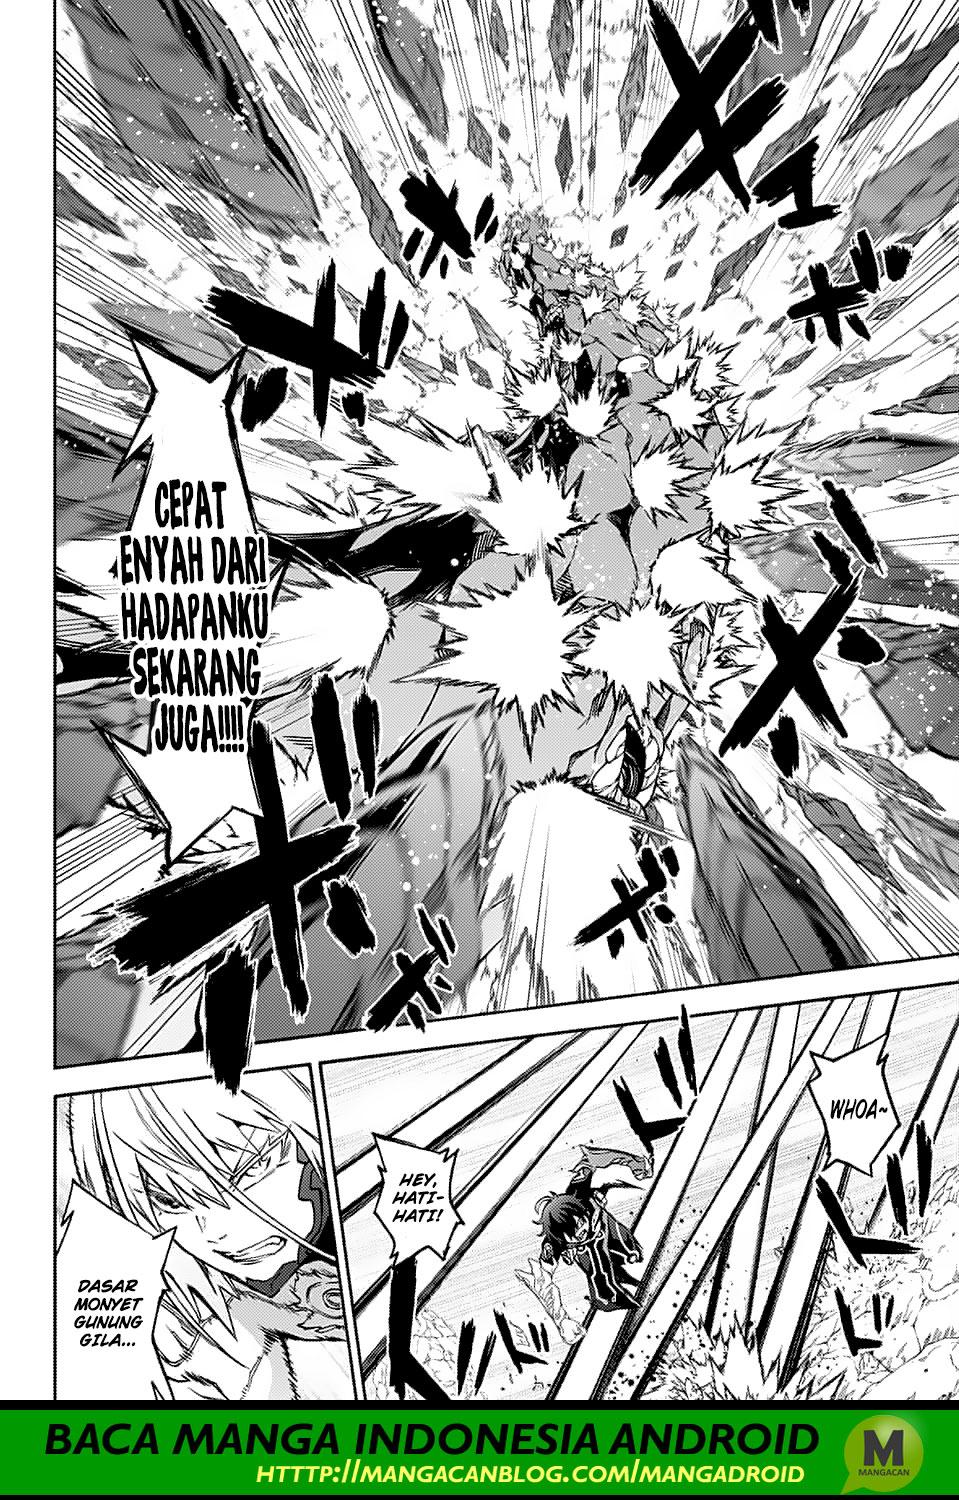 CEPAT
ENYAH DARI
HADAPANKU
SEKARANG
JUGA!!!!
WHOA~
HEY,
HATI-
HATI!
DASAR
MONYET
GUNUNG
GILA...
BACA MANGA INDONESIA ANDROID
HTTTP://MANGACANBLOG.COM/MANGADROID
M
MANGACAN